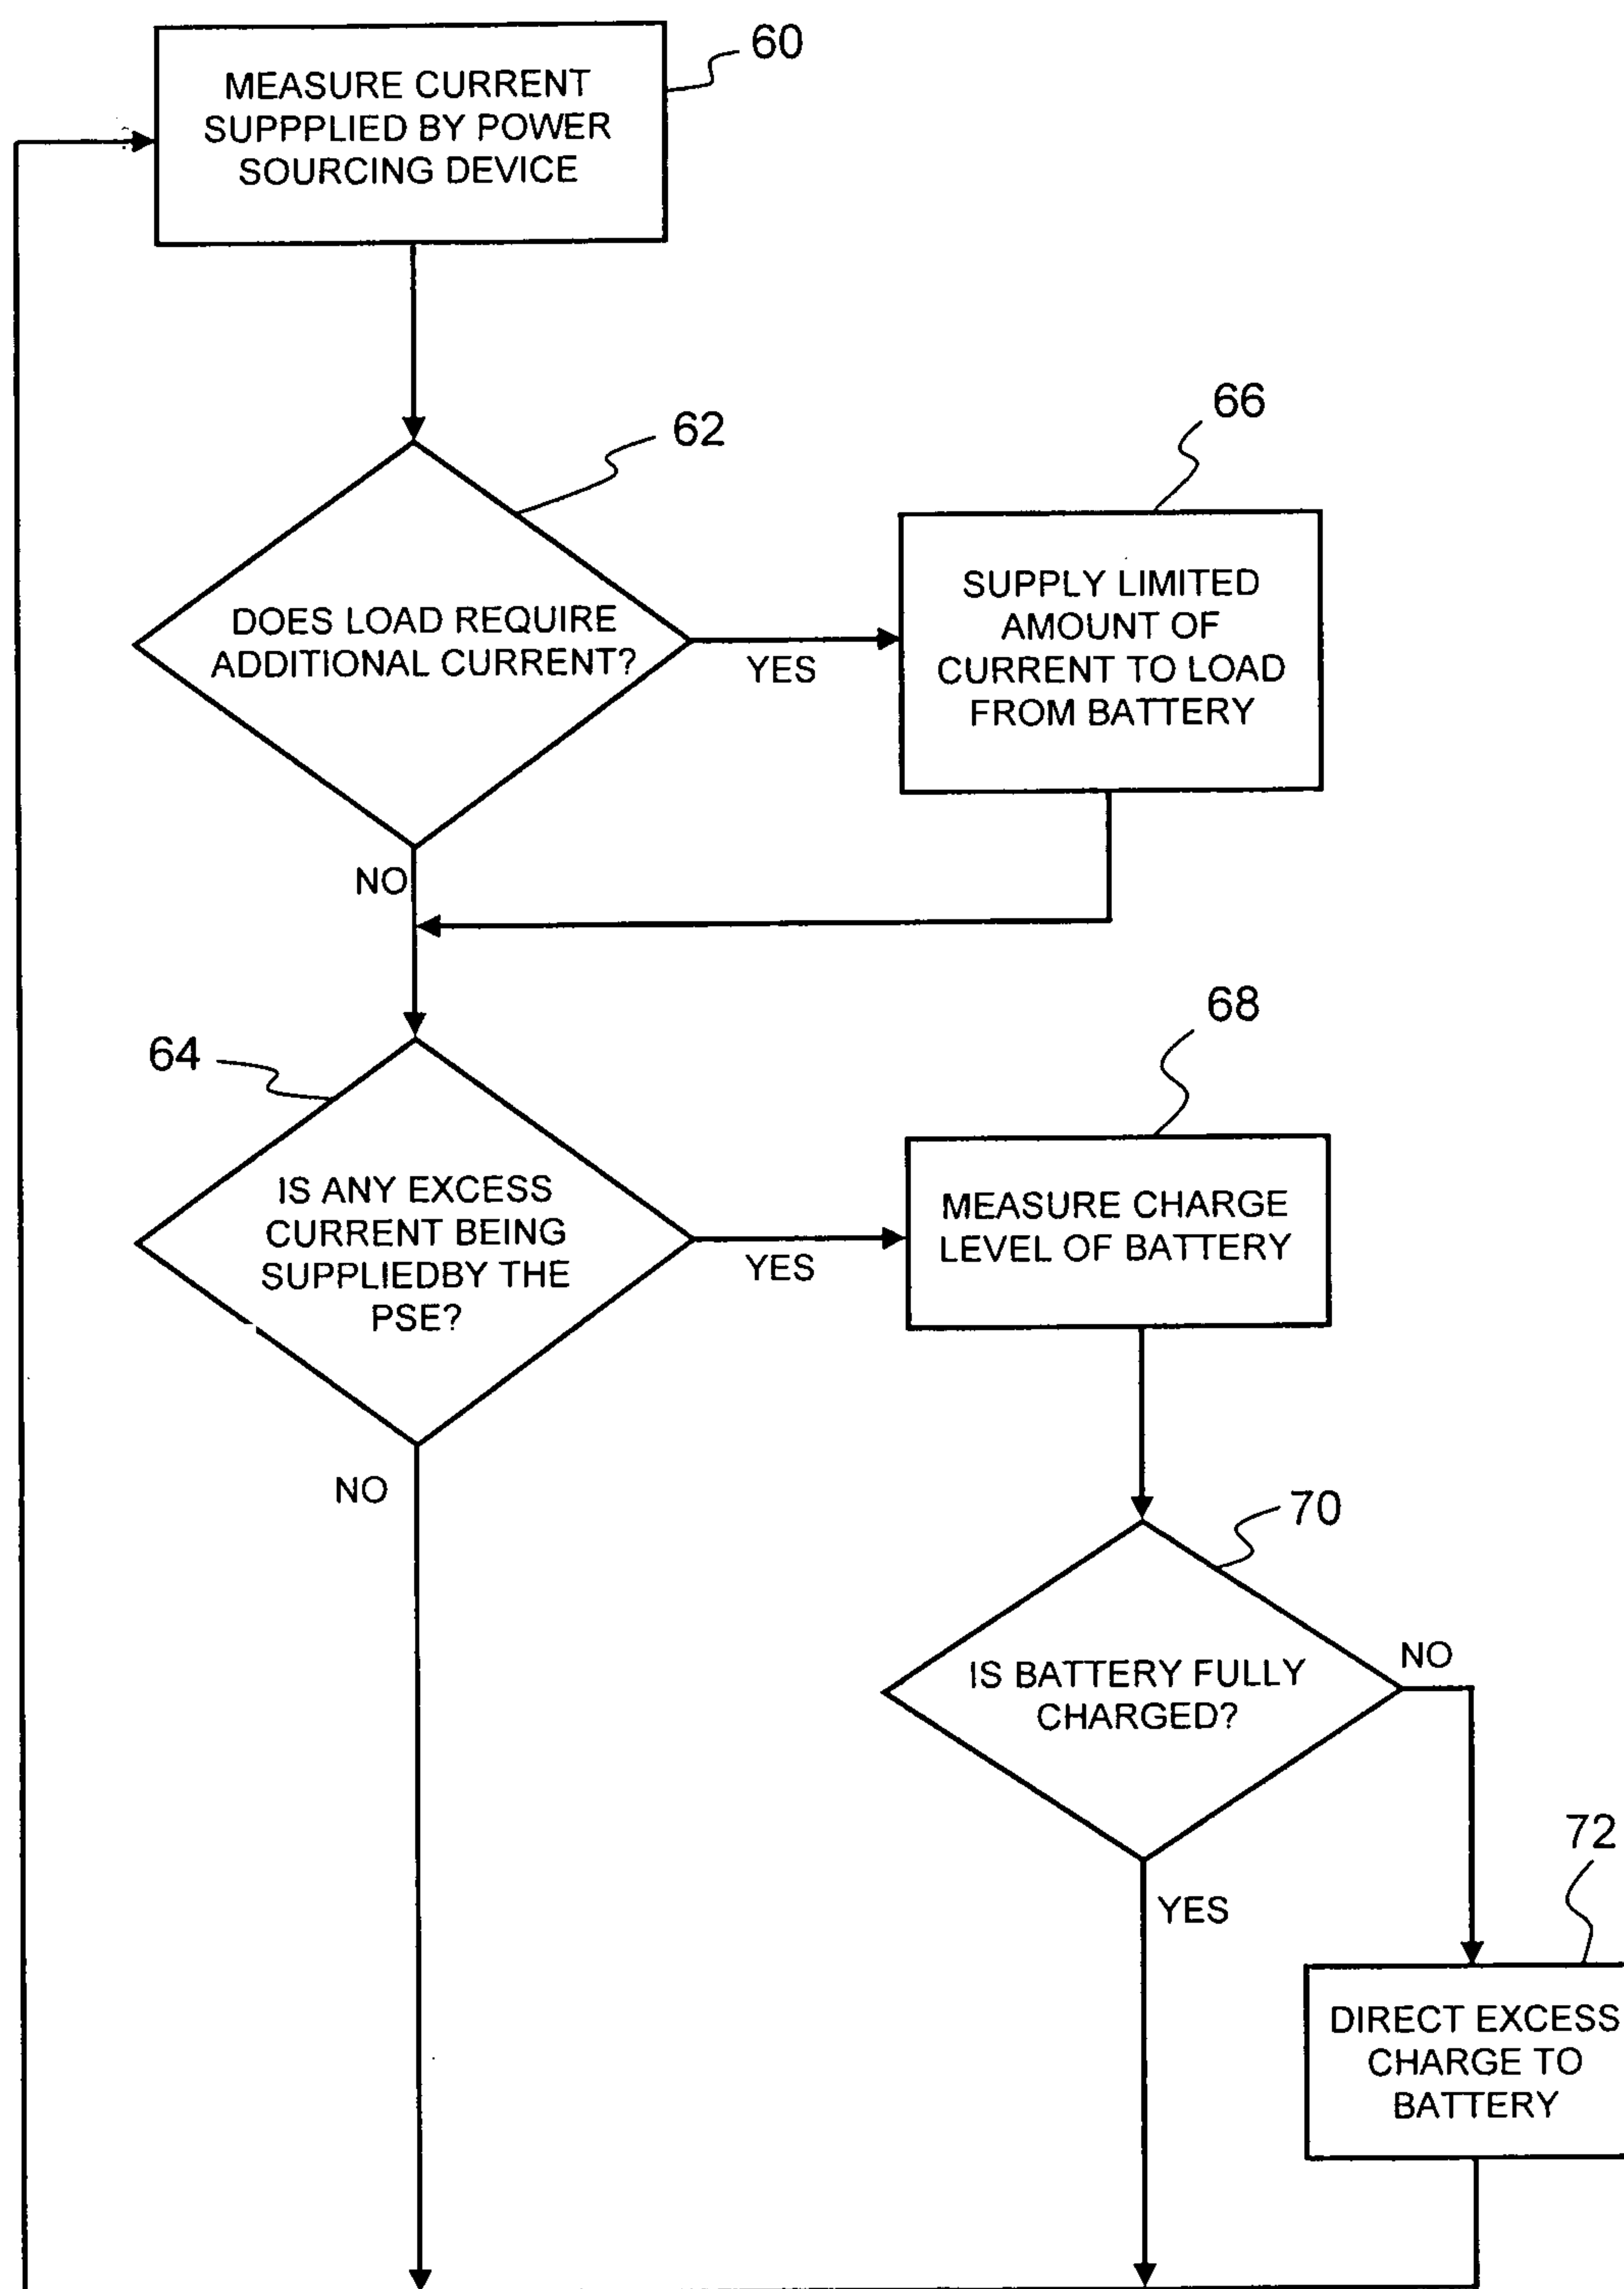 60
MEASURE CURRENT
SUPPPLIED BY POWER
SOURCING DEVICE
62
66
DOES LOAD REQUIRE
ADDITIONAL CURRENT?
YES
SUPPLY LIMITED
AMOUNT OF
CURRENT TO LOAD
FROM BATTERY
NO
64
68
IS ANY EXCESS
CURRENT BEING
SUPPLIEDBY THE
PSE?
YES
MEASURE CHARGE
LEVEL OF BATTERY
NO
70
IS BATTERY FULLY
CHARGED?
NO
YES
72
DIRECT EXCESS
CHARGE TO
BATTERY